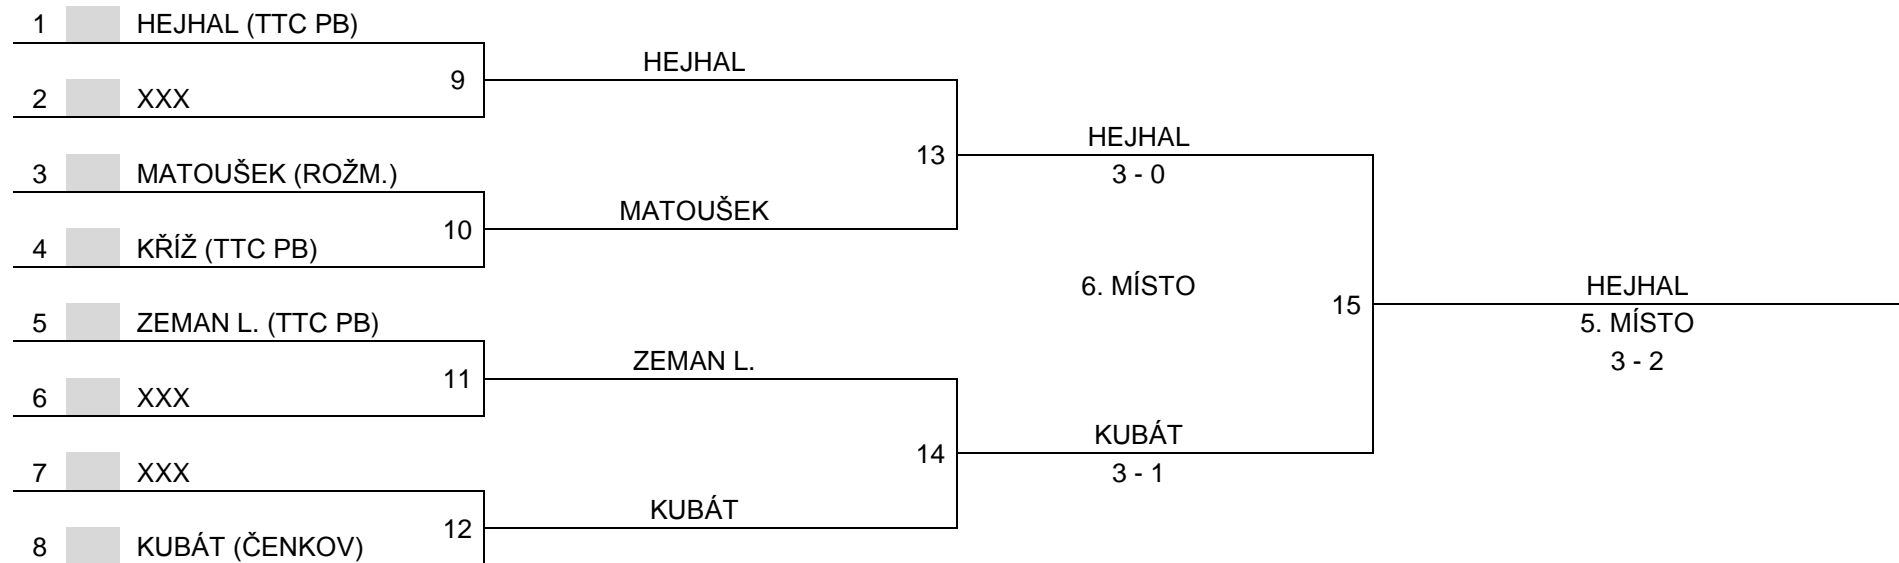 1 HEJHAL (TTC PB)
HEJHAL
9
2 XXX
HEJHAL
13
3 - 0
3 MATOUŠEK (ROŽM.)
MATOUŠEK
10
4 KŘÍŽ (TTC PB)
6. MÍSTO
15
HEJHAL
5. MÍSTO
3 - 2
5 ZEMAN L. (TTC PB)
ZEMAN L.
11
6 XXX
KUBÁT
14
3 - 1
7 XXX
KUBÁT
12
8 KUBÁT (ČENKOV)